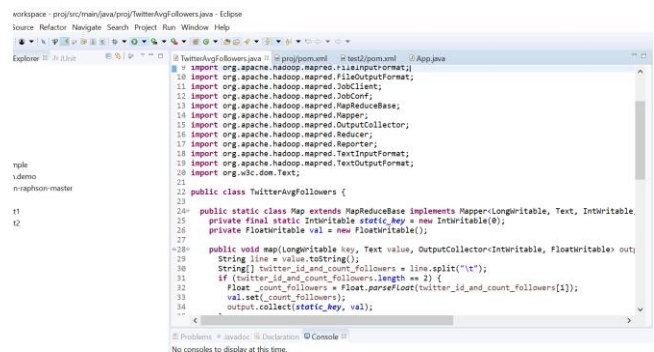 workspace - proj/src/main/java/proj/TwitterAvgFollowers.java - Eclipse
Source Refactor Navigate Search Project Run Window Help
Explorer JUnit
TwitterAvgFollowers.java proj/pom.xml test2/pom.xml App.java
9 import org.apache.hadoop.mapred.FileInputFormat;
10 import org.apache.hadoop.mapred.FileOutputFormat;
11 import org.apache.hadoop.mapred.JobClient;
12 import org.apache.hadoop.mapred.JobConf;
13 import org.apache.hadoop.mapred.MapReduceBase;
14 import org.apache.hadoop.mapred.Mapper;
15 import org.apache.hadoop.mapred.OutputCollector;
16 import org.apache.hadoop.mapred.Reducer;
17 import org.apache.hadoop.mapred.Reporter;
18 import org.apache.hadoop.mapred.TextInputFormat;
19 import org.apache.hadoop.mapred.TextOutputFormat;
20 import org.w3c.dom.Text;
21
22 public class TwitterAvgFollowers {
23
24 public static class Map extends MapReduceBase implements Mapper<LongWritable, Text, IntWritable,
25 private final static IntWritable static_key = new IntWritable(0);
26 private FloatWritable val = new FloatWritable();
27
28 public void map(LongWritable key, Text value, OutputCollector<IntWritable, FloatWritable> outp
29 String line = value.toString();
30 String[] twitter_id_and_count_followers = line.split("\t");
31 if (twitter_id_and_count_followers.length == 2) {
32 Float _count_followers = Float.parseFloat(twitter_id_and_count_followers[1]);
33 val.set(_count_followers);
34 output.collect(static_key, val);
mple
n.demo
n-raphson-master
t1
t2
Problems Javadoc Declaration Console
No consoles to display at this time.